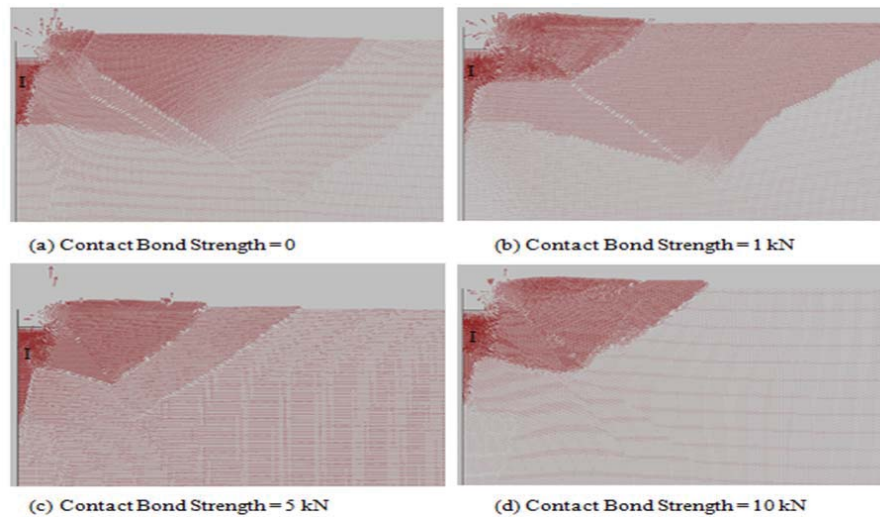 I
I
(a) Contact Bond Strength = 0
(b) Contact Bond Strength = 1 kN
I
I
(c) Contact Bond Strength = 5 kN
(d) Contact Bond Strength = 10 kN